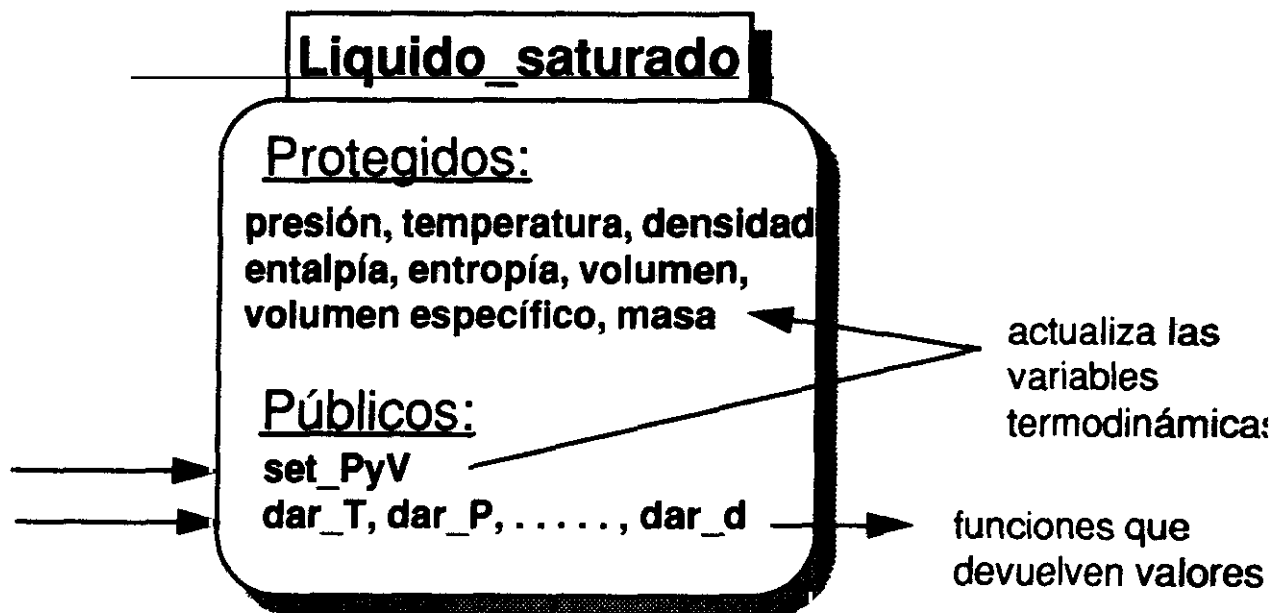 Liquido_saturado
Protegidos:
presión, temperatura, densidad
entalpía, entropía, volumen,
volumen específico, masa
actualiza las
variables
termodinámicas
Públicos:
set_PyV
dar_T, dar_P, . . . . . , dar_d
funciones que
devuelven valores